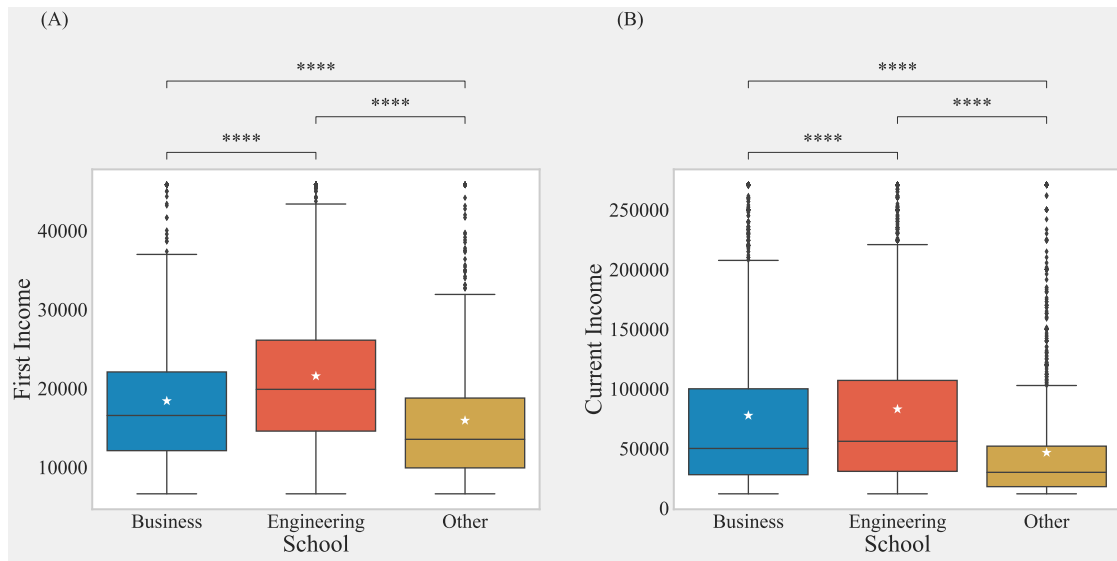 (A)
****
****
****
First Income
40000
30000
20000
10000
Business Engineering Other
School
(B)
****
****
****
Current Income
250000
200000
150000
100000
50000
0
Business Engineering Other
School